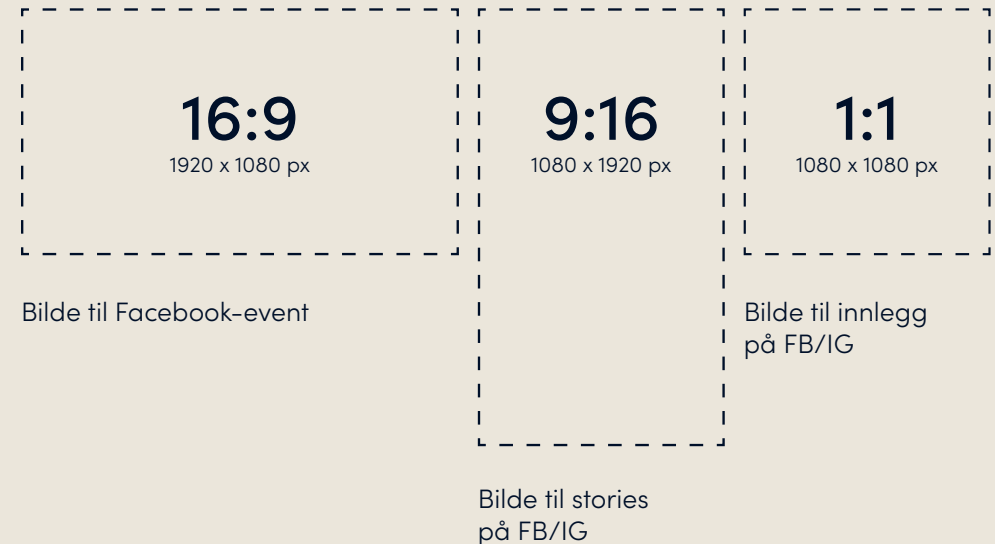 16:9
1920 x 1080 px
Bilde til Facebook-event
9:16
1080 x 1920 px
Bilde til stories
på FB/IG
1:1
1080 x 1080 px
Bilde til innlegg
på FB/IG